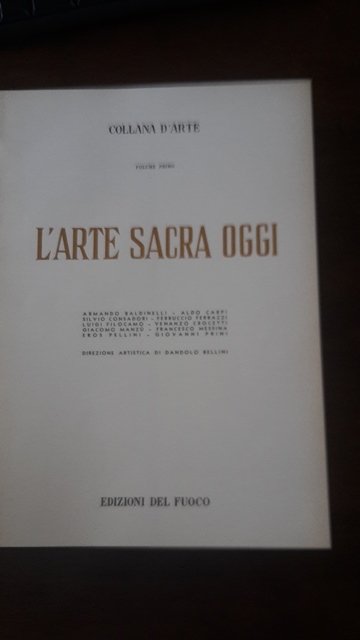 COLLANA D'ARTE
VOLUME PRIMO
L'ARTE SACRA OGGI
ARMANDO BALDINELLI - ALDO CARPI
SILVIO CONSADORI - FERRUCCIO FERRAZZI
LUIGI FILOCAMO - VENANZO CROCETTI
GIACOMO MANZÙ - FRANCESCO MESSINA
EROS PELLINI - GIOVANNI PRINI
DIREZIONE ARTISTICA DI DANDOLO BELLINI
EDIZIONI DEL FUOCO